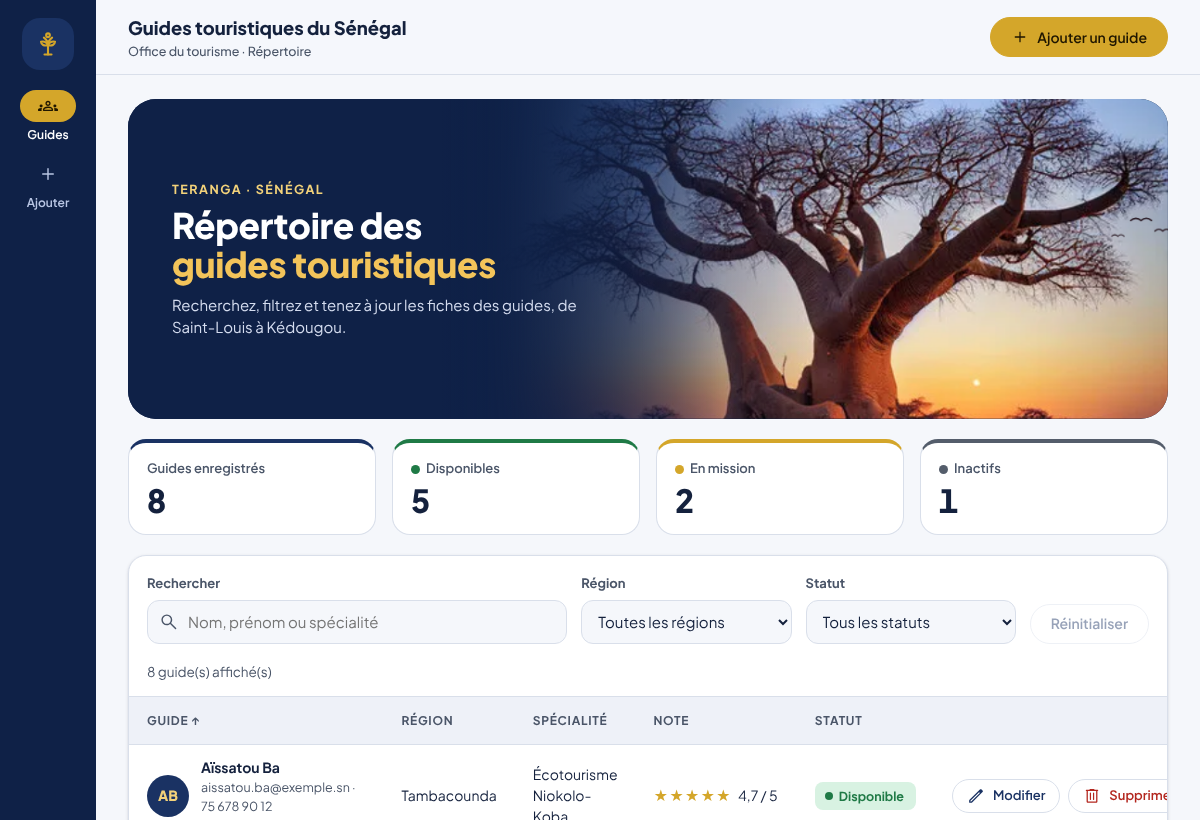 Guides touristiques du Sénégal
Office du tourisme · Répertoire
+ Ajouter un guide
Guides
+
Ajouter
TERANGA · SÉNÉGAL
Répertoire des
guides touristiques
Recherchez, filtrez et tenez à jour les fiches des guides, de
Saint-Louis à Kédougou.
Guides enregistrés
8
Disponibles
5
En mission
2
Inactifs
1
Rechercher
Nom, prénom ou spécialité
Région
Toutes les régions
Statut
Tous les statuts
Réinitialiser
8 guide(s) affiché(s)
GUIDE ↑ RÉGION SPÉCIALITÉ NOTE STATUT
AB
Aïssatou Ba
aissatou.ba@exemple.sn ·
75 678 90 12
Tambacounda
Écotourisme
Niokolo-
Koba
★★★★★ 4,7 / 5
Disponible
Modifier
Supprime